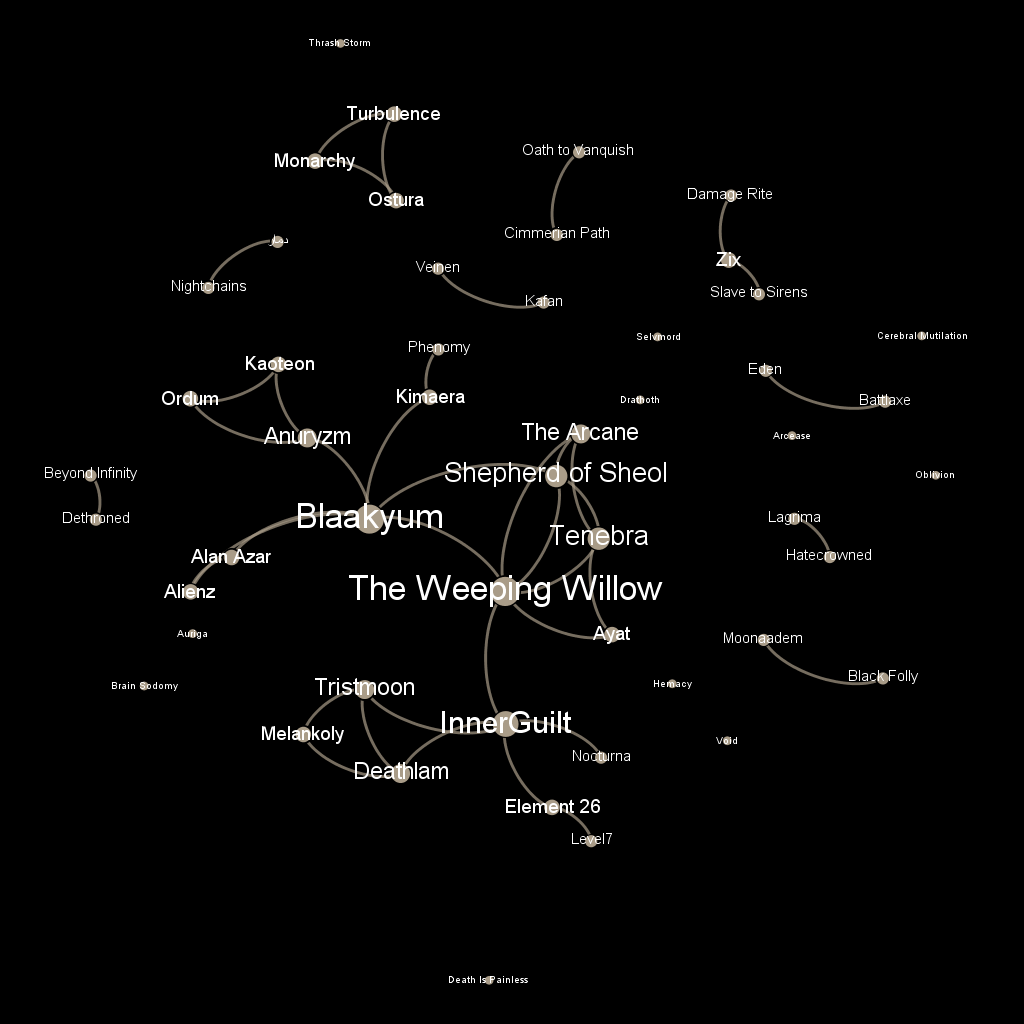 Thrash Storm
Turbulence
Monarchy
Oath to Vanquish
Damage Rite
Ostura
Cimmerian Path
دمار
Zix
Veinen
Nightchains
Slave to Sirens
Kafan
Selvmord
Cerebral Mutilation
Phenomy
Kaoteon
Eden
Ordum
Kimaera
Drathoth
Battlaxe
The Arcane
Anuryzm
Arcease
Beyond Infinity
Shepherd of Sheol
Oblivion
Dethroned
Blaakyum
Lagrima
Tenebra
Alan Azar
Hatecrowned
Alienz
The Weeping Willow
Auriga
Ayat
Moonaadem
Black Folly
Brain Sodomy
Tristmoon
Hemacy
InnerGuilt
Melankoly
Void
Nocturna
Deathlam
Element 26
Level7
Death Is Painless